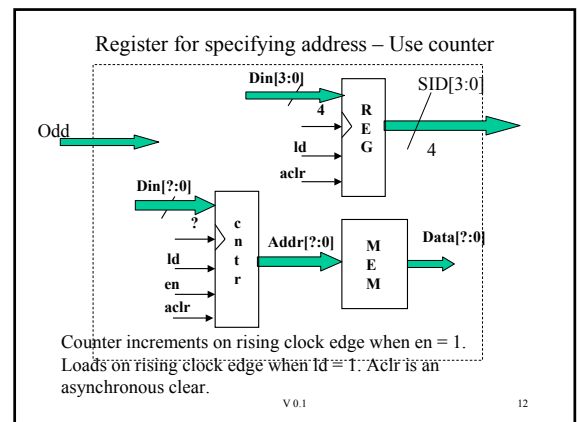 Register for specifying address – Use counter
Din[3:0]
SID[3:0]
4
R
E
G
Odd
ld
4
aclr
Din[?:0]
?
c
n
t
r
Addr[?:0]
M
E
M
Data[?:0]
ld
en
aclr
Counter increments on rising clock edge when en = 1.
Loads on rising clock edge when ld = 1. Aclr is an
asynchronous clear.
V 0.1
12